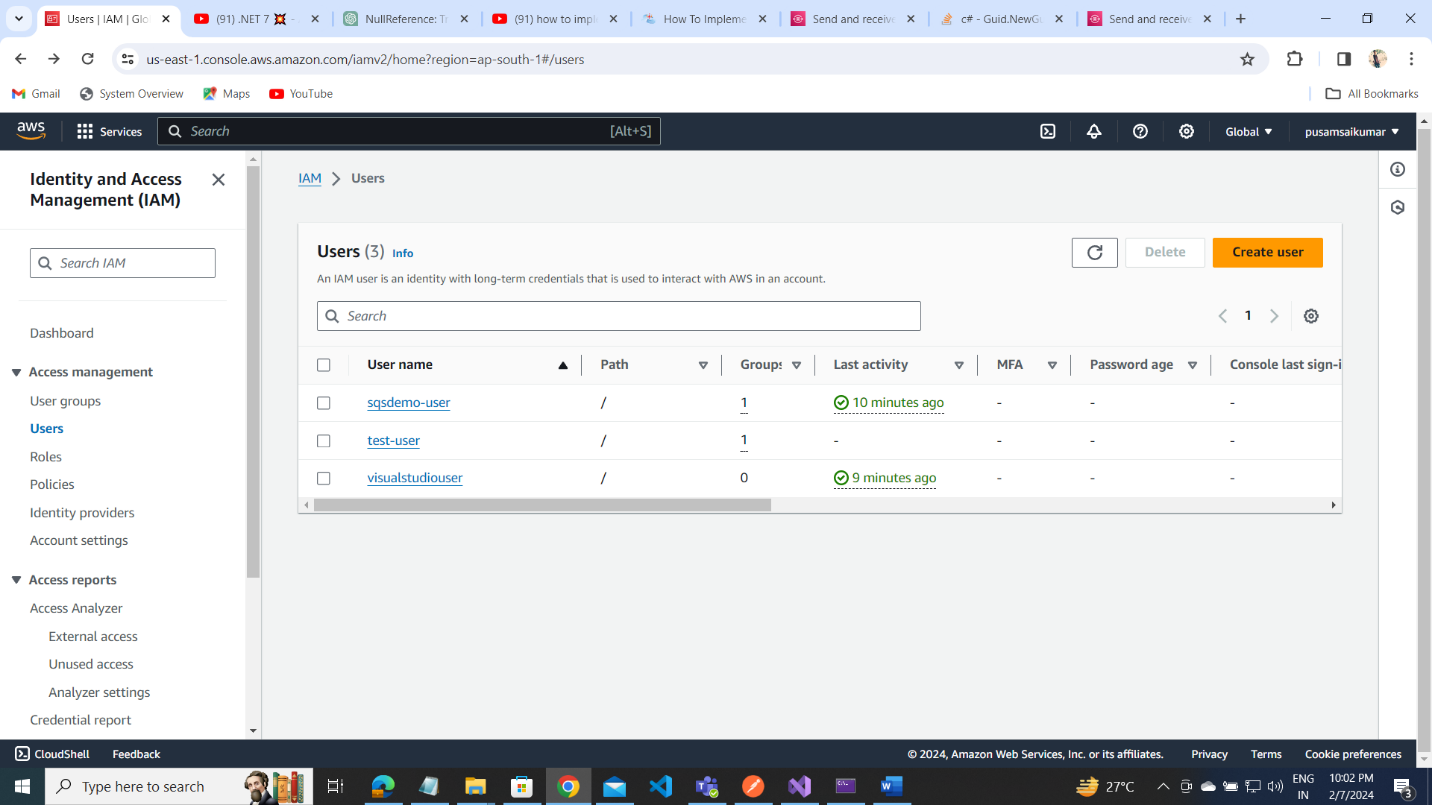 Users | IAM | Glo
(91) .NET 7 💥 -
NullReference: Tr
(91) how to impl
How To Impleme
Send and receive
c# - Guid.NewGu
Send and receive
us-east-1.console.aws.amazon.com/iamv2/home?region=ap-south-1#/users
Gmail
System Overview
Maps
YouTube
All Bookmarks
aws
Services
Search
[Alt+S]
Global
pusamsaikumar
Identity and Access
Management (IAM)
Search IAM
Dashboard
Access management
User groups
Users
Roles
Policies
Identity providers
Account settings
Access reports
Access Analyzer
External access
Unused access
Analyzer settings
Credential report
IAM > Users
Users (3) Info
Delete
Create user
An IAM user is an identity with long-term credentials that is used to interact with AWS in an account.
Search
1
User name Path Groups Last activity MFA Password age Console last sign-i
sqsdemo-user / 1 10 minutes ago - - -
test-user / 1 - - - -
visualstudiouser / 0 9 minutes ago - - -
CloudShell
Feedback
© 2024, Amazon Web Services, Inc. or its affiliates.
Privacy
Terms
Cookie preferences
Type here to search
27°C
ENG
IN
10:02 PM
2/7/2024
3